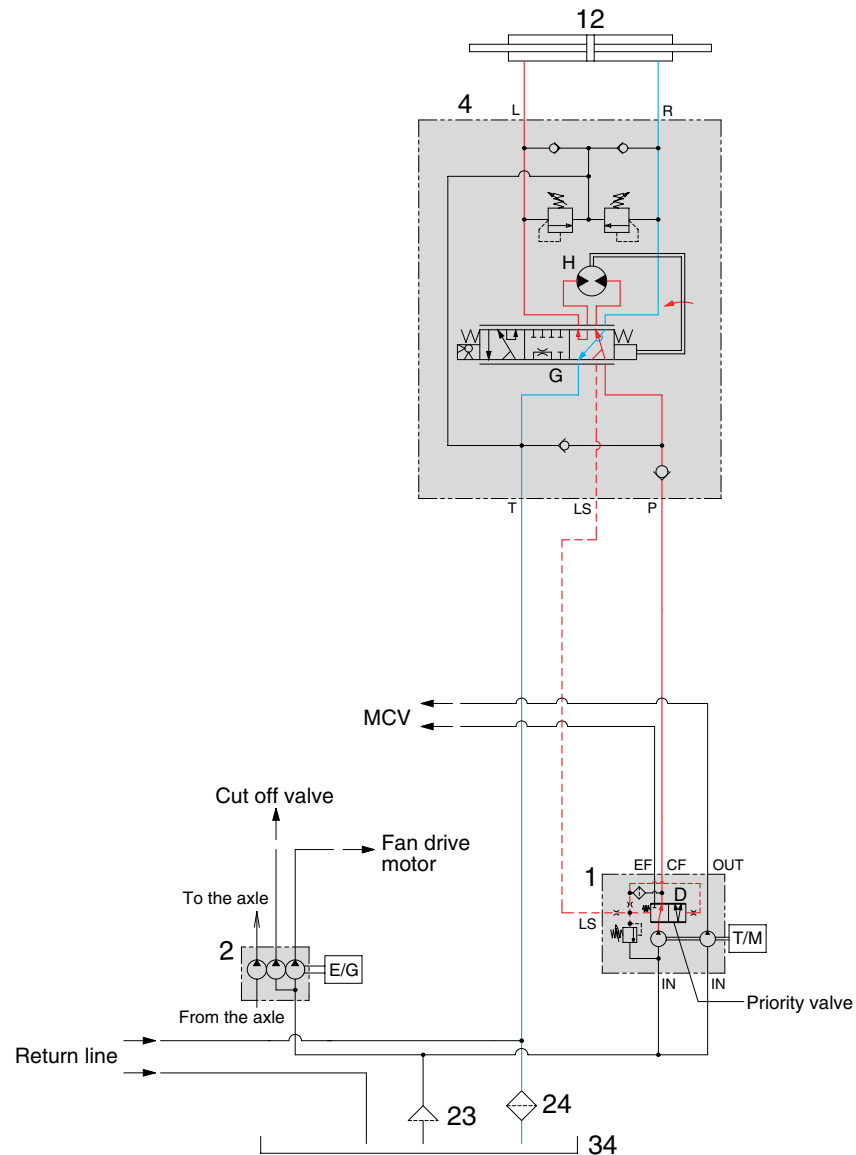 12
4
L
R
H
G
T
LS
P
MCV
Cut off valve
Fan drive
motor
EF
CF
OUT
1
D
To the axle
LS
T/M
2
E/G
IN
IN
Priority valve
From the axle
Return line
23
24
34